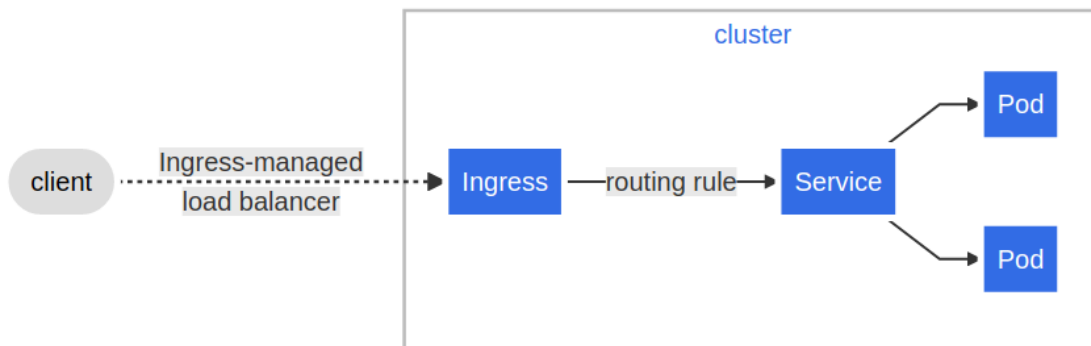 cluster
Pod
client
Ingress-managed
load balancer
Ingress
routing rule
Service
Pod